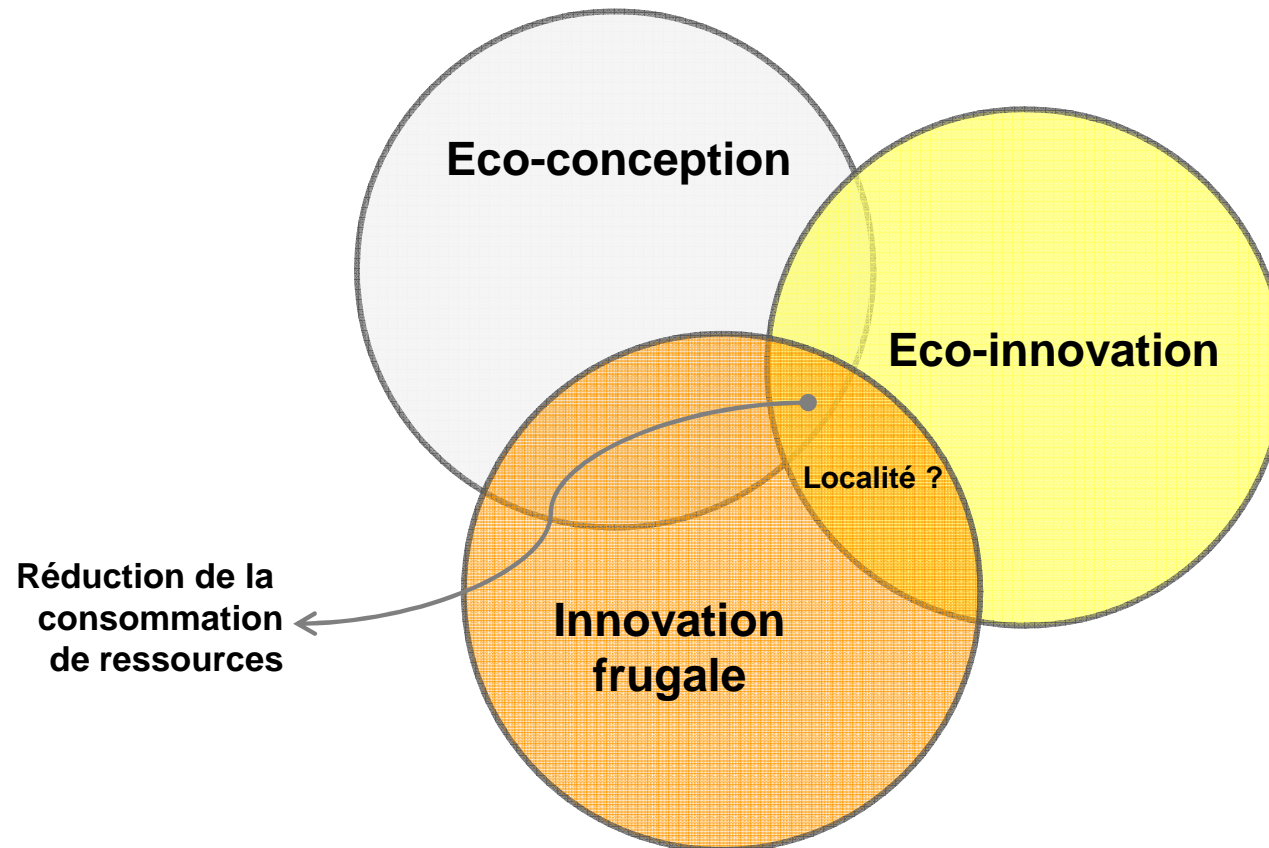 Eco-conception
Eco-innovation
Localité ?
Réduction de la
consommation
de ressources
Innovation
frugale